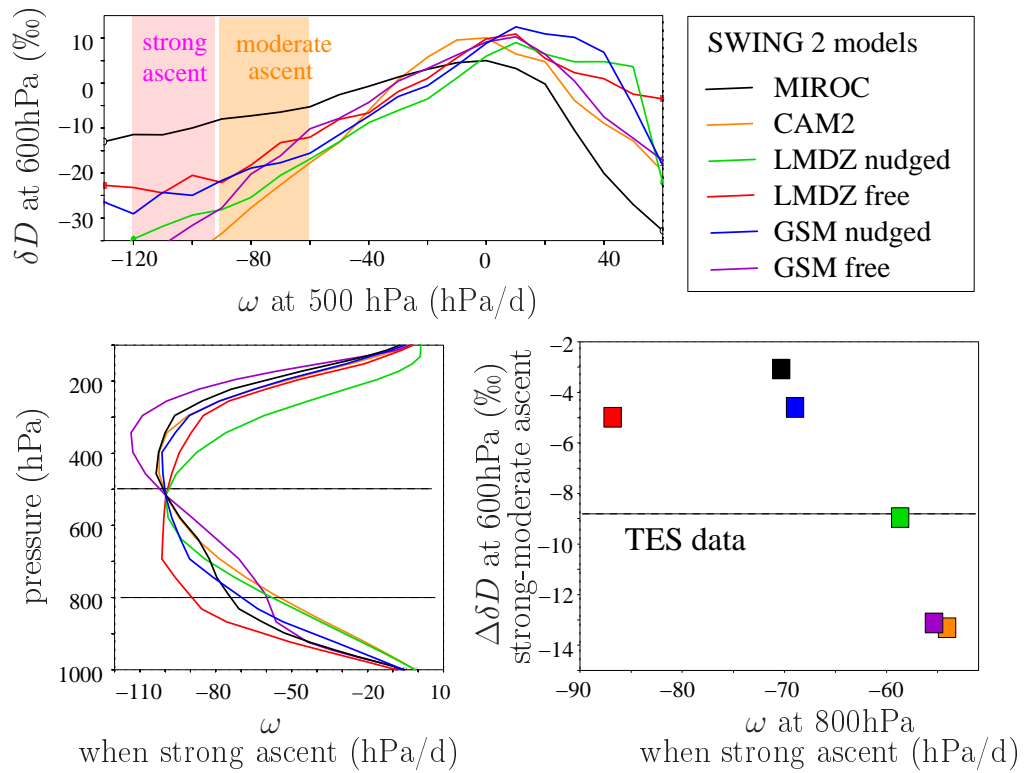 δD at 600hPa (‰)
10
0
−10
−20
−30
strong
ascent
moderate
ascent
−120
−80
−40
0
40
ω at 500 hPa (hPa/d)
SWING 2 models
MIROC
CAM2
LMDZ nudged
LMDZ free
GSM nudged
GSM free
pressure (hPa)
200
400
600
800
1000
−110
−80
−50
−20
10
ω
when strong ascent (hPa/d)
ΔδD at 600hPa (‰)
strong-moderate ascent
−2
−4
−6
−8
−10
−12
−14
TES data
−90
−80
−70
−60
ω at 800hPa
when strong ascent (hPa/d)